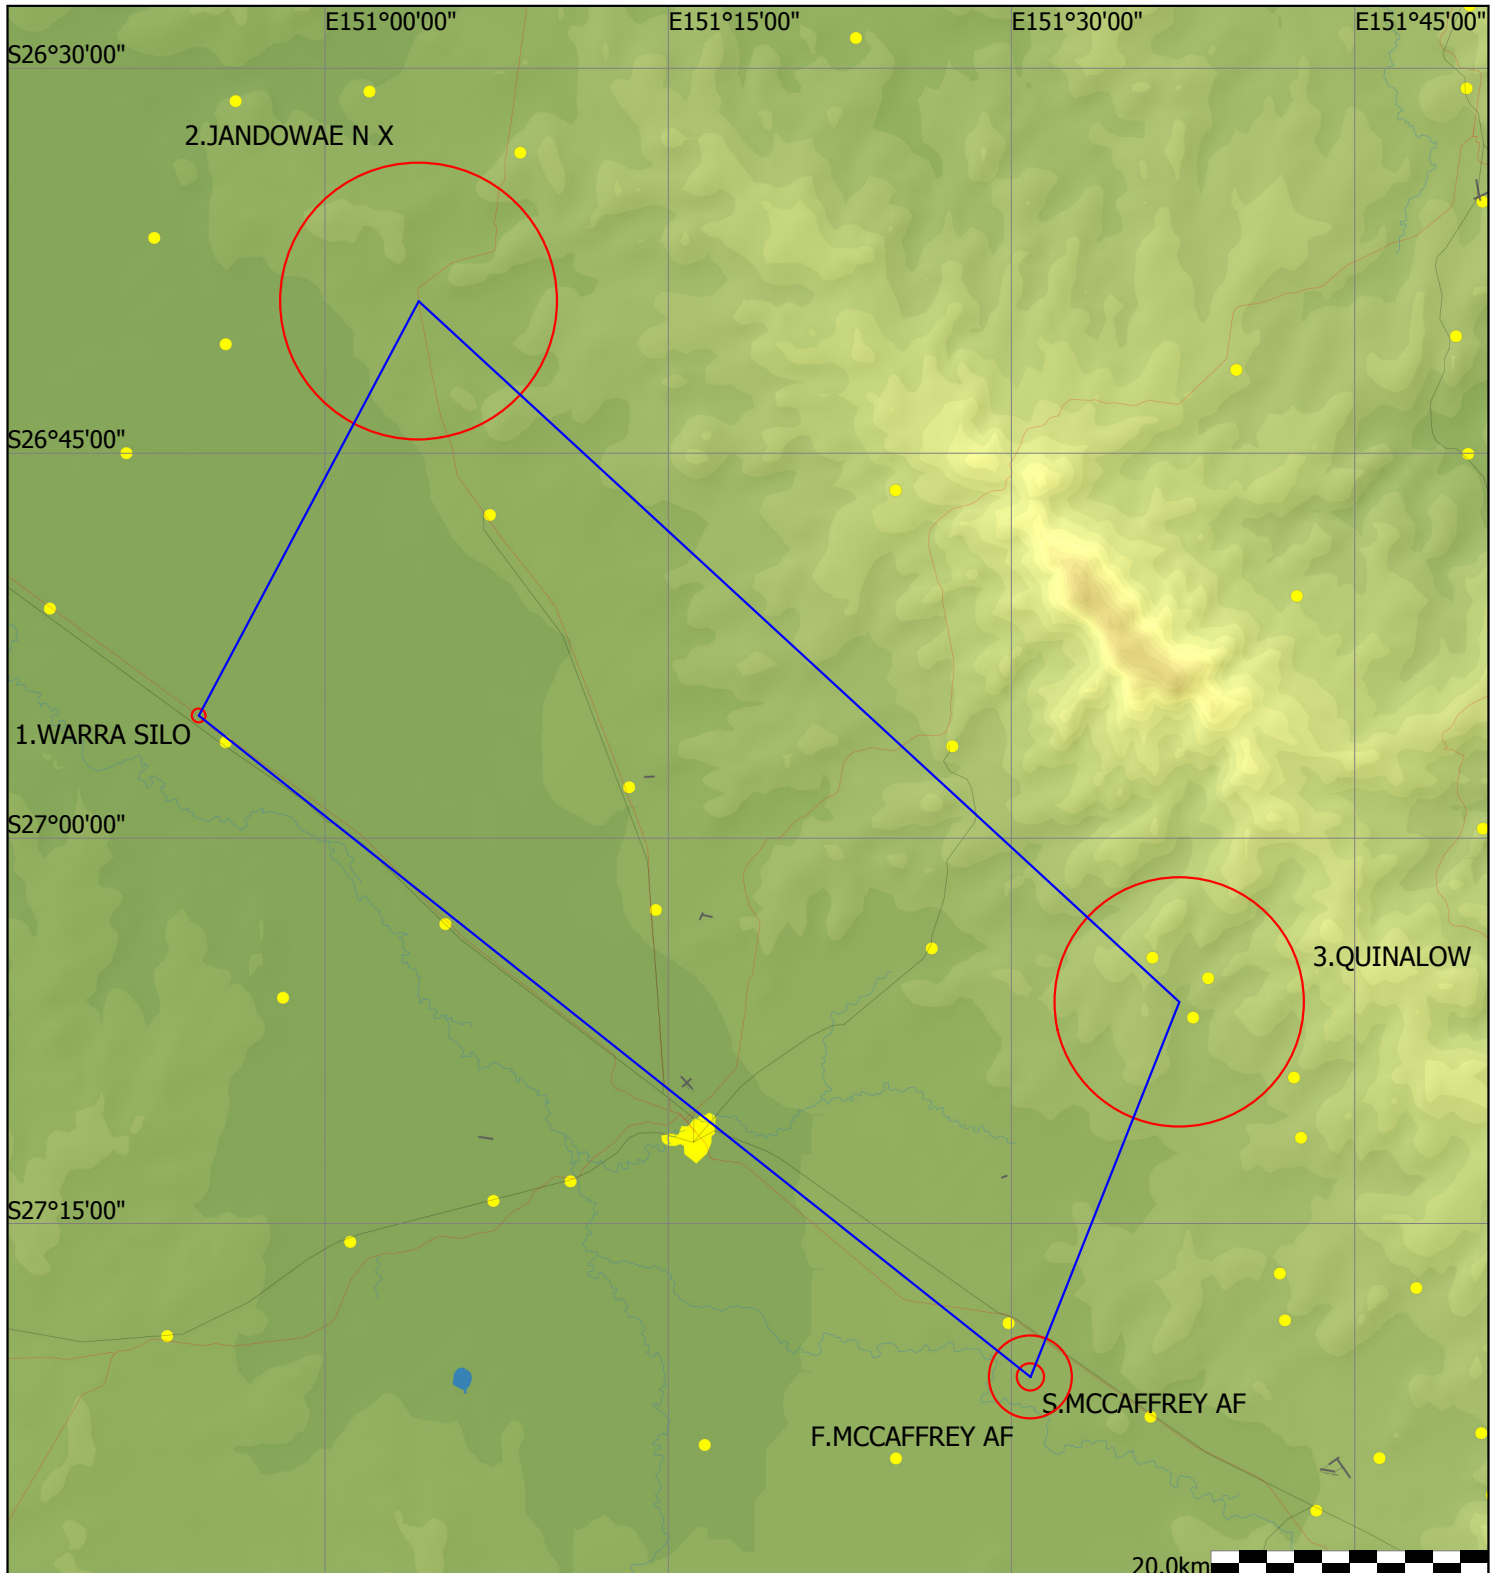 E151°00'00"
E151°15'00"
E151°30'00"
E151°45'00"
S26°30'00"
2.JANDOWAE N X
S26°45'00"
1.WARRA SILO
S27°00'00"
3.QUINALOW
S27°15'00"
S.MCCAFFREY AF
F.MCCAFFREY AF
20.0km